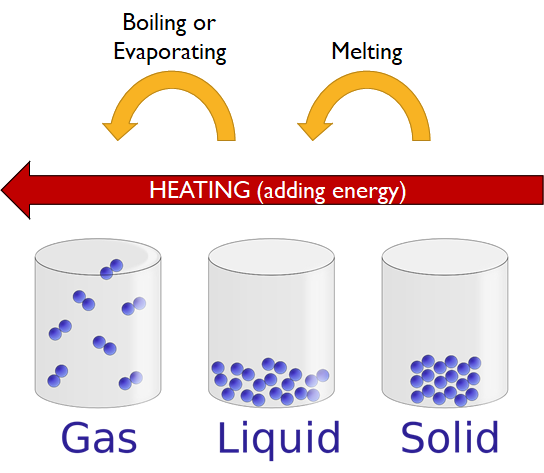 Boiling or
Evaporating
Melting
HEATING (adding energy)
Gas
Liquid
Solid